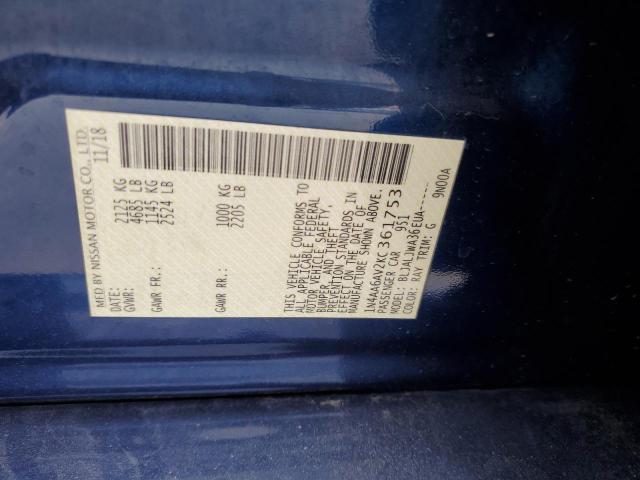 MFD BY NISSAN MOTOR CO., LTD.
DATE: 11/18
GVWR: 2125 KG
4685 LB
GAWR FR.: 1145 KG
2524 LB
GAWR RR.: 1000 KG
2205 LB
THIS VEHICLE CONFORMS TO
ALL APPLICABLE FEDERAL
MOTOR VEHICLE SAFETY,
BUMPER, AND THEFT
PREVENTION STANDARDS IN
EFFECT ON THE DATE OF
MANUFACTURE SHOWN ABOVE.
1N4AA6AV2KC361753
PASSENGER CAR 951
MODEL: BLJALJWA36EUA------
COLOR: RAY TRIM: G 9N00A